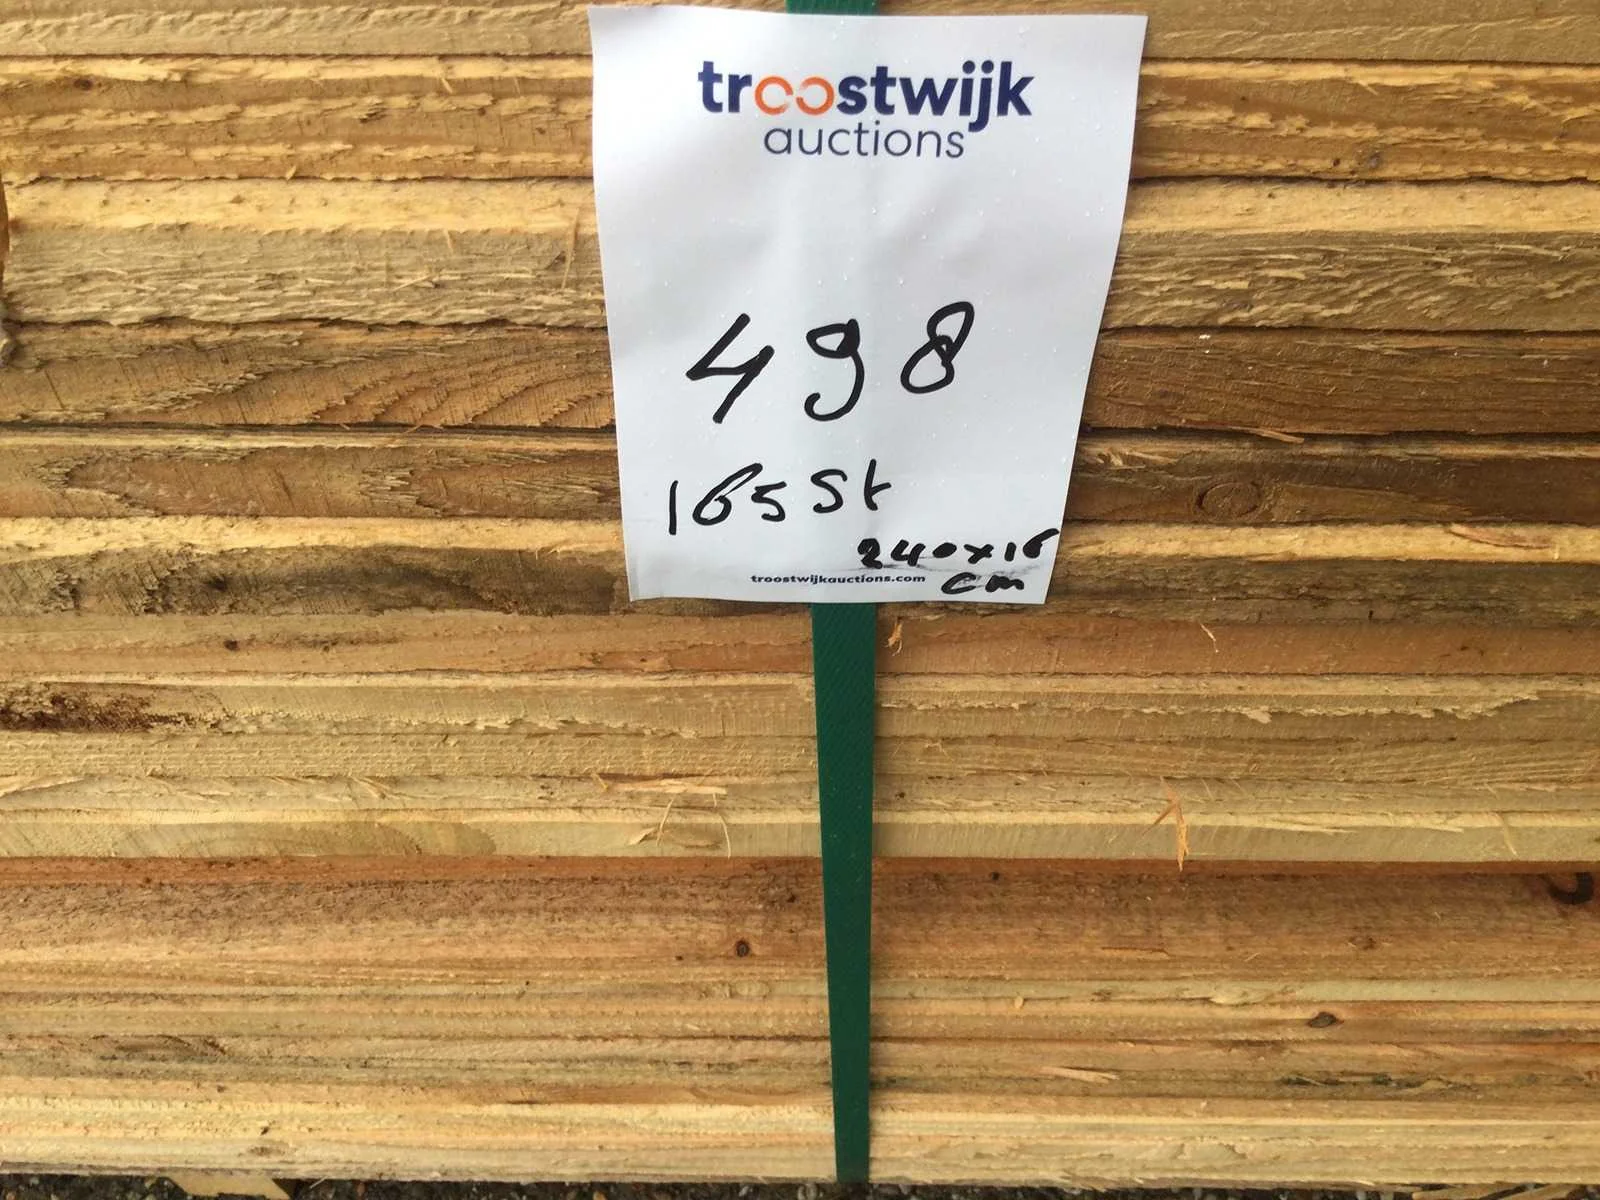 troostwijk
auctions
498
165 St
240x16
cm
troostwijkauctions.com